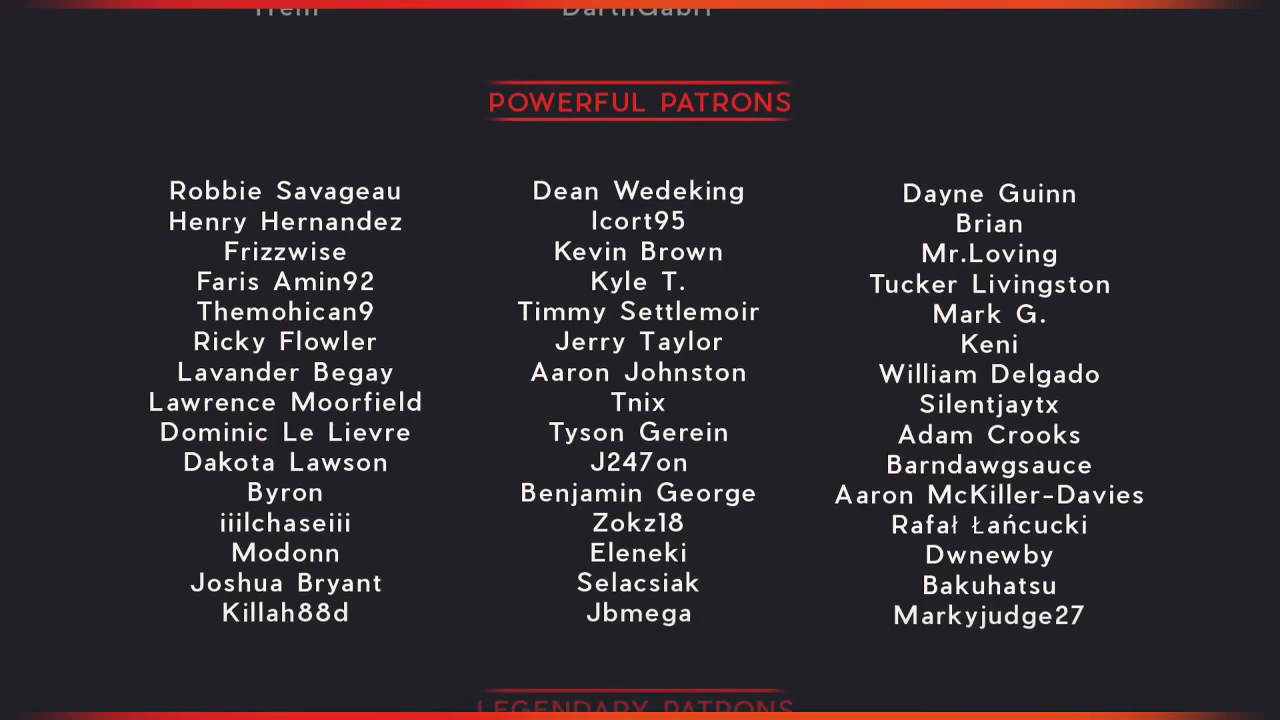 POWERFUL PATRONS
Robbie Savageau
Henry Hernandez
Frizzwise
Faris Amin92
Themohican9
Ricky Flowler
Lavander Begay
Lawrence Moorfield
Dominic Le Lievre
Dakota Lawson
Byron
iiilchaseiii
Modonn
Joshua Bryant
Killah88d
Dean Wedeking
Icort95
Kevin Brown
Kyle T.
Timmy Settlemoir
Jerry Taylor
Aaron Johnston
Tnix
Tyson Gerein
J247on
Benjamin George
Zokz18
Eleneki
Selacsiak
Jbmega
Dayne Guinn
Brian
Mr.Loving
Tucker Livingston
Mark G.
Keni
William Delgado
Silentjaytx
Adam Crooks
Barndawgsauce
Aaron McKiller-Davies
Rafał Łańcucki
Dwnewby
Bakuhatsu
Markyjudge27
LEGENDARY PATRONS